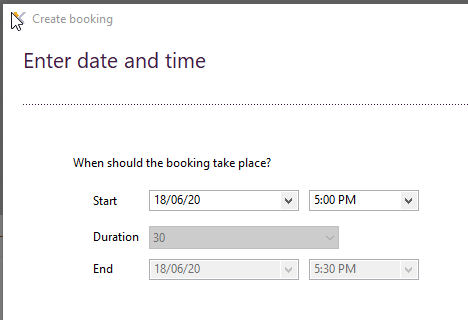 Create booking
Enter date and time
When should the booking take place?
Start 18/06/20 5:00 PM
Duration 30
End 18/06/20 5:30 PM